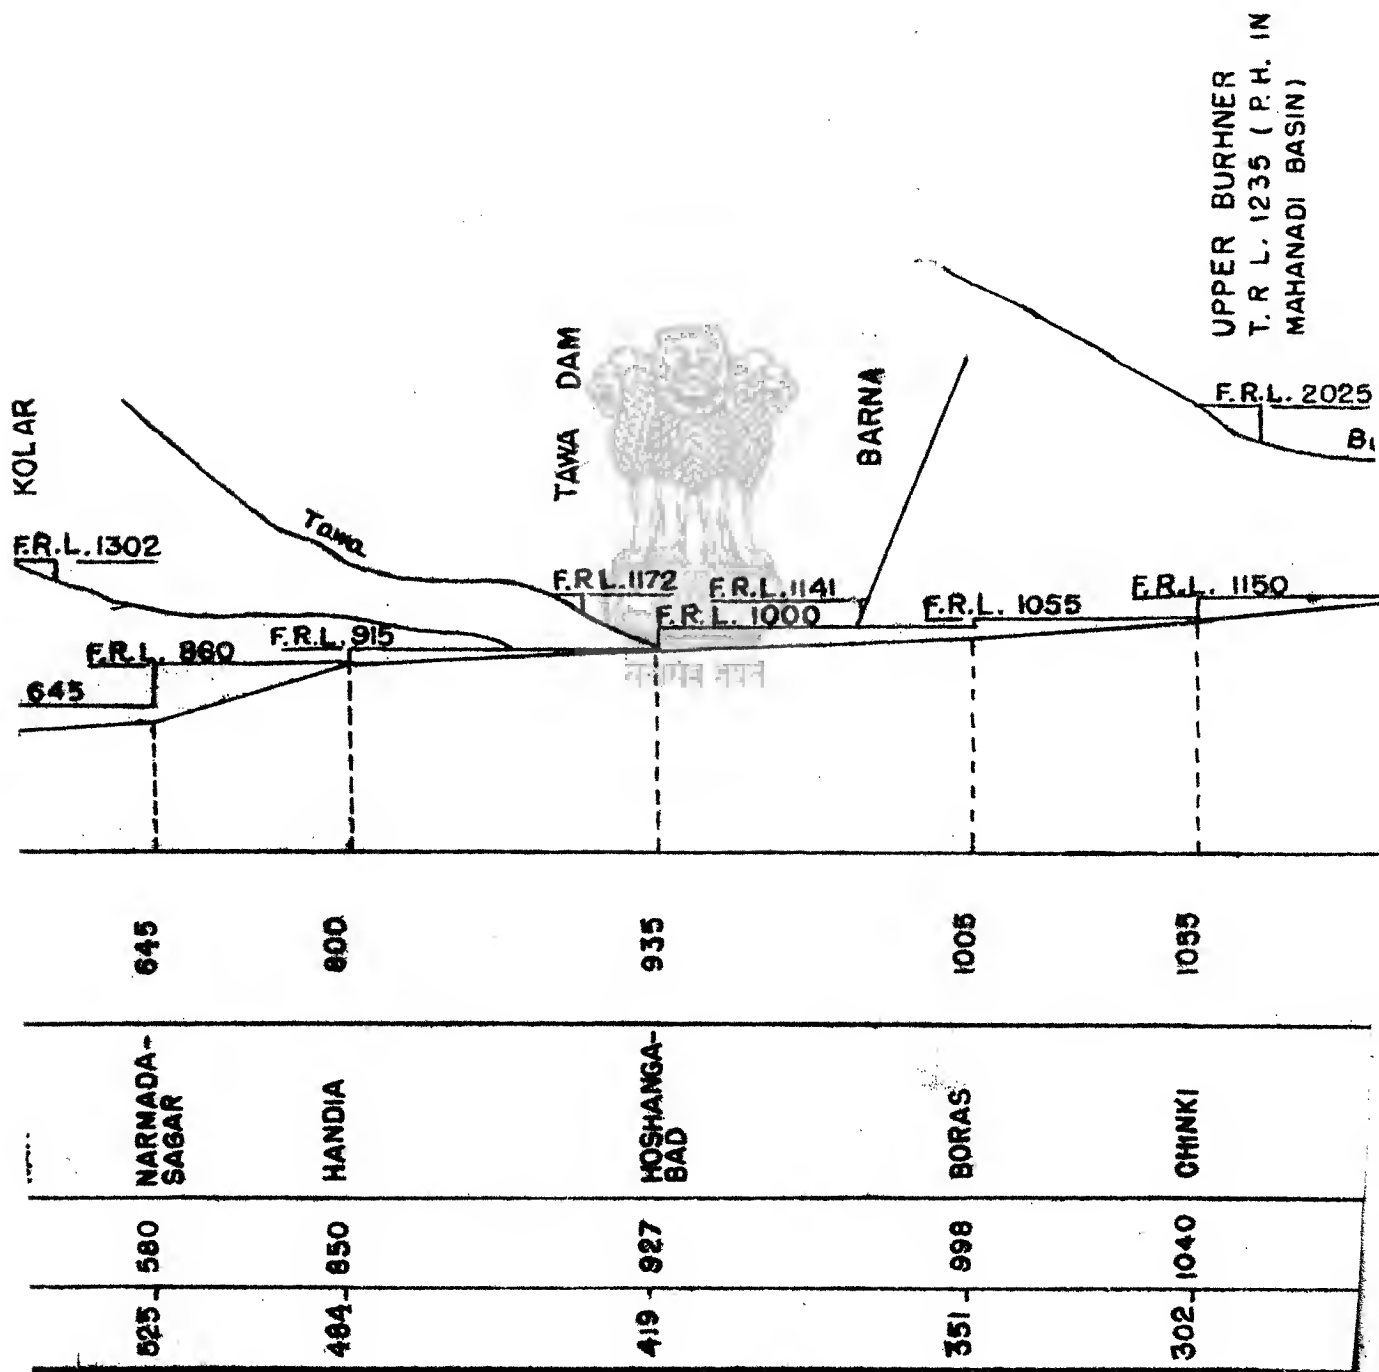 UPPER BURHNER
T. R L. 1235 ( P. H. IN
MAHANADI BASIN)
KOLAR
TAWA DAM
BARNA
F.R.L. 2025
Tawa
F.R.L. 1302
F.R L. 1172
F.R.L. 1141
F.R.L. 1000
F.R.L. 1055
F.R.L. 1150
F.R.L. 915
F.R.L. 860
645
645
800
935
1005
1055
NARMADA-
SAGAR
HANDIA
HOSHANGA-
BAD
BORAS
CHINKI
580
850
927
998
1040
525
484
419
351
302